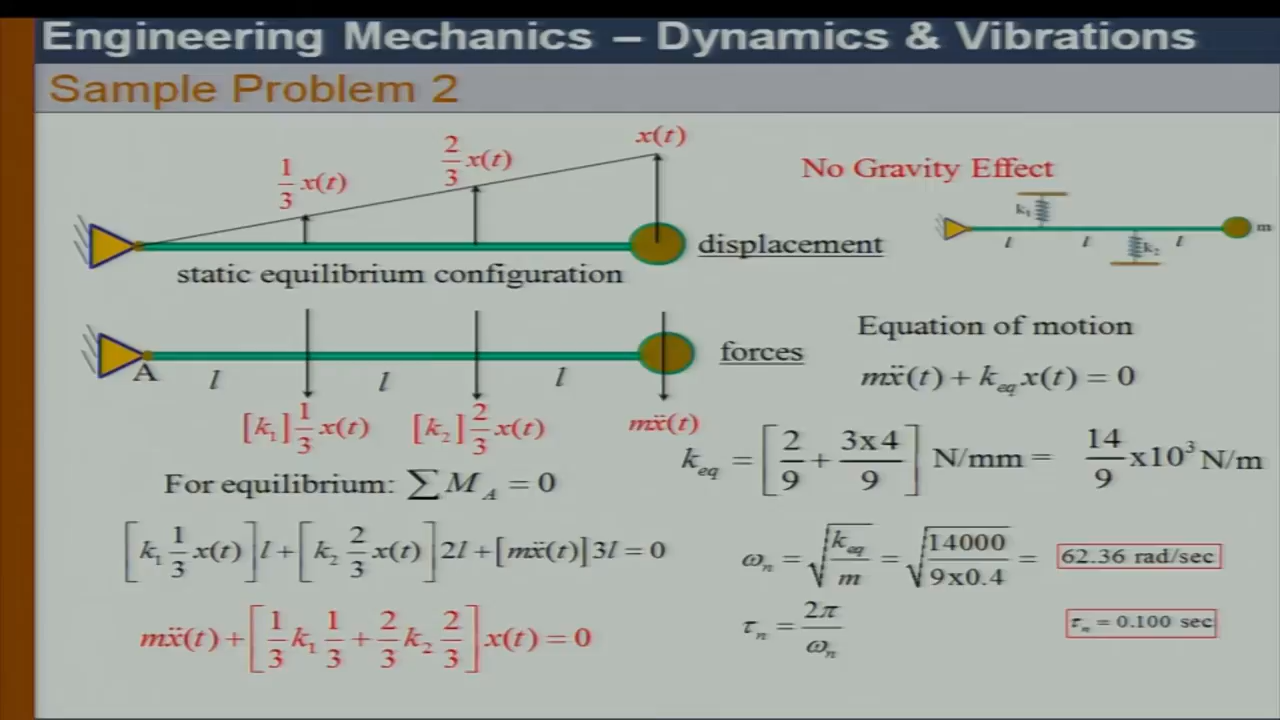 Engineering Mechanics – Dynamics & Vibrations
Sample Problem 2
1/3 x(t)
2/3 x(t)
x(t)
displacement
static equilibrium configuration
A
l l l
forces
[k₁] 1/3 x(t)
[k₂] 2/3 x(t)
mẍ(t)
For equilibrium: ∑ M_A = 0
[k₁ 1/3 x(t)] l + [k₂ 2/3 x(t)] 2l + [mẍ(t)] 3l = 0
mẍ(t) + [1/3 k₁ 1/3 + 2/3 k₂ 2/3] x(t) = 0
No Gravity Effect
k₁
m
l l l
k₂
Equation of motion
mẍ(t) + k_eq x(t) = 0
k_eq = [2/9 + 3x4/9] N/mm = 14/9 x10³ N/m
ω_n = √(k_eq/m) = √(14000/9x0.4) = 62.36 rad/sec
τ_n = 2π/ω_n
τ_n = 0.100 sec